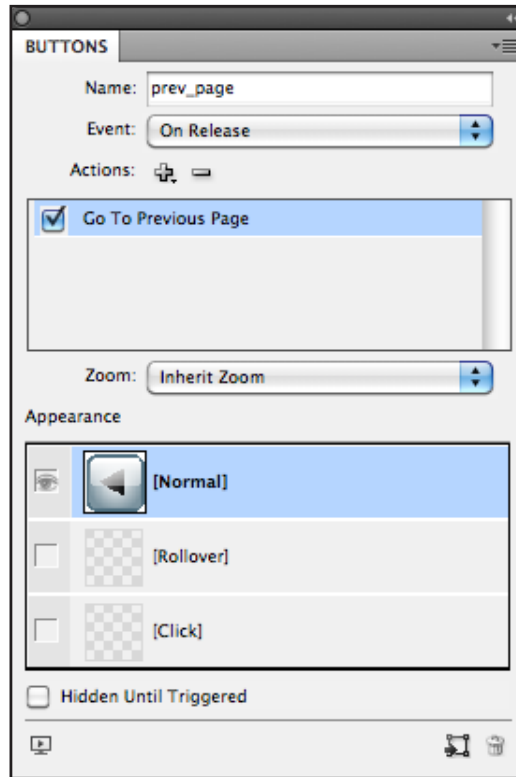 BUTTONS
Name: prev_page
Event: On Release
Actions:
Go To Previous Page
Zoom: Inherit Zoom
Appearance
[Normal]
[Rollover]
[Click]
Hidden Until Triggered